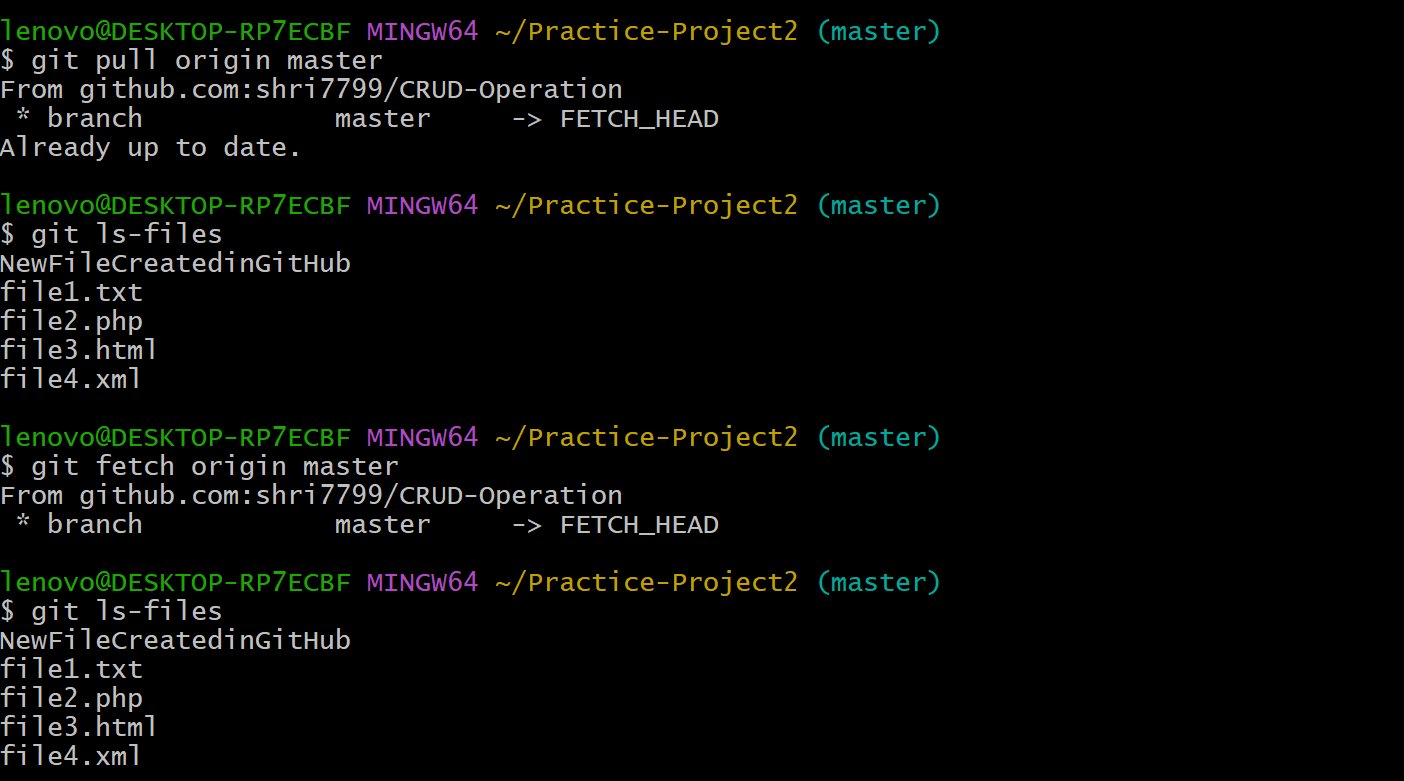 lenovo@DESKTOP-RP7ECBF MINGW64 ~/Practice-Project2 (master)
$ git pull origin master
From github.com:shri7799/CRUD-Operation
 * branch            master     -> FETCH_HEAD
Already up to date.
lenovo@DESKTOP-RP7ECBF MINGW64 ~/Practice-Project2 (master)
$ git ls-files
NewFileCreatedinGitHub
file1.txt
file2.php
file3.html
file4.xml
lenovo@DESKTOP-RP7ECBF MINGW64 ~/Practice-Project2 (master)
$ git fetch origin master
From github.com:shri7799/CRUD-Operation
 * branch            master     -> FETCH_HEAD
lenovo@DESKTOP-RP7ECBF MINGW64 ~/Practice-Project2 (master)
$ git ls-files
NewFileCreatedinGitHub
file1.txt
file2.php
file3.html
file4.xml